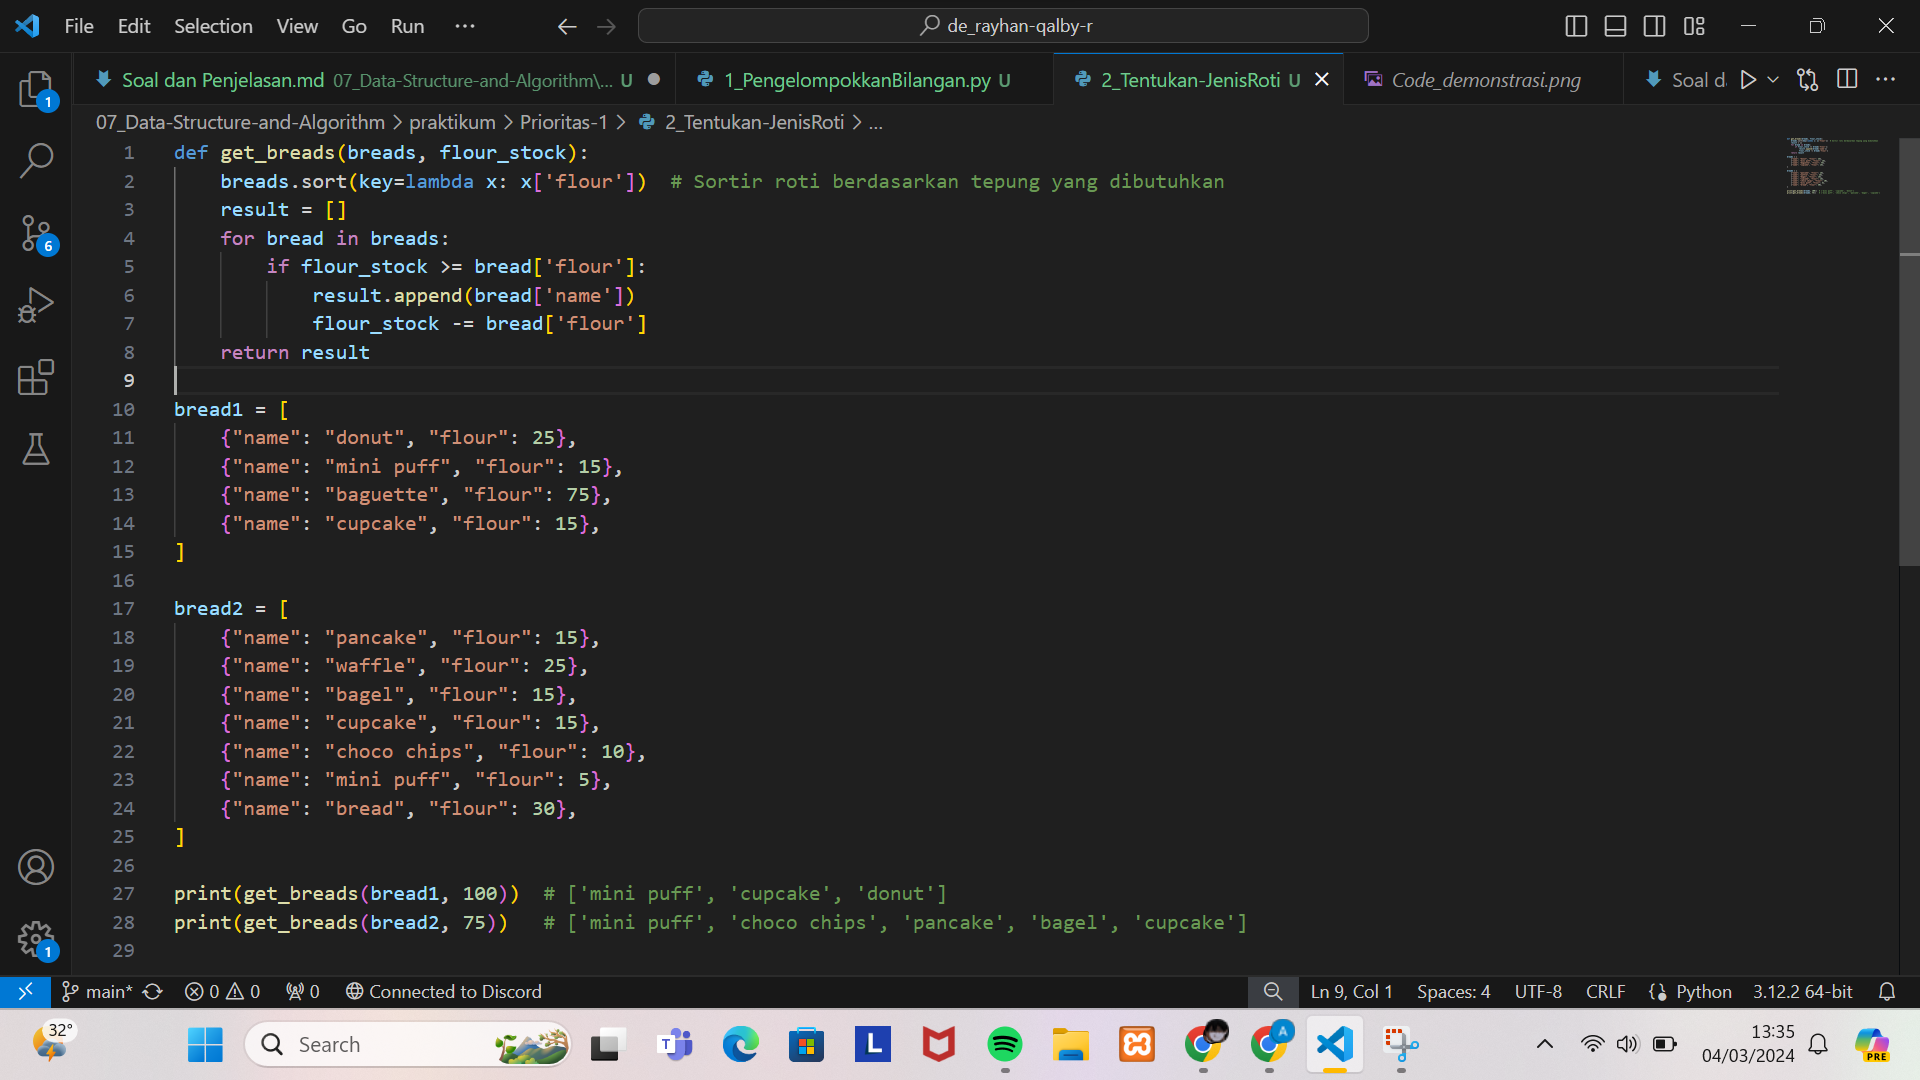 File Edit Selection View Go Run ··· de_rayhan-qalby-r
Soal dan Penjelasan.md 07_Data-Structure-and-Algorithm\... U 1_PengelompokkanBilangan.py U 2_Tentukan-JenisRoti U Code_demonstrasi.png Soal d
07_Data-Structure-and-Algorithm > praktikum > Prioritas-1 > 2_Tentukan-JenisRoti > ...
1 def get_breads(breads, flour_stock):
2     breads.sort(key=lambda x: x['flour'])  # Sortir roti berdasarkan tepung yang dibutuhkan
3     result = []
4     for bread in breads:
5         if flour_stock >= bread['flour']:
6             result.append(bread['name'])
7             flour_stock -= bread['flour']
8     return result
9
10 bread1 = [
11     {"name": "donut", "flour": 25},
12     {"name": "mini puff", "flour": 15},
13     {"name": "baguette", "flour": 75},
14     {"name": "cupcake", "flour": 15},
15 ]
16
17 bread2 = [
18     {"name": "pancake", "flour": 15},
19     {"name": "waffle", "flour": 25},
20     {"name": "bagel", "flour": 15},
21     {"name": "cupcake", "flour": 15},
22     {"name": "choco chips", "flour": 10},
23     {"name": "mini puff", "flour": 5},
24     {"name": "bread", "flour": 30},
25 ]
26
27 print(get_breads(bread1, 100))  # ['mini puff', 'cupcake', 'donut']
28 print(get_breads(bread2, 75))   # ['mini puff', 'choco chips', 'pancake', 'bagel', 'cupcake']
29
1
6
1
main* 0 0 0 Connected to Discord Ln 9, Col 1 Spaces: 4 UTF-8 CRLF Python 3.12.2 64-bit
32° Search T L A 13:35
04/03/2024 PRE